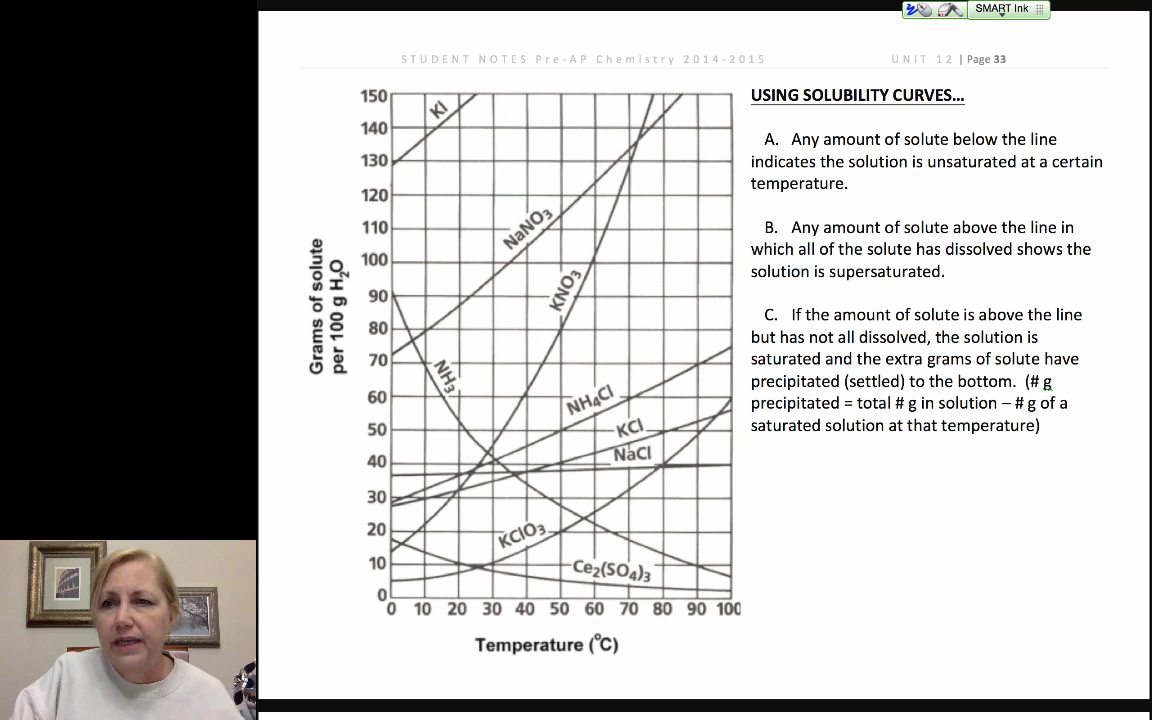 SMART Ink
STUDENT NOTES Pre-AP Chemistry 2014-2015
UNIT 12 | Page 33
USING SOLUBILITY CURVES...
A. Any amount of solute below the line
indicates the solution is unsaturated at a certain
temperature.
B. Any amount of solute above the line in
which all of the solute has dissolved shows the
solution is supersaturated.
C. If the amount of solute is above the line
but has not all dissolved, the solution is
saturated and the extra grams of solute have
precipitated (settled) to the bottom. (# g
precipitated = total # g in solution – # g of a
saturated solution at that temperature)
Grams of solute
per 100 g H₂O
150
140
130
120
110
100
90
80
70
60
50
40
30
20
10
0
KI
NaNO₃
KNO₃
NH₃
NH₄Cl
KCl
NaCl
KClO₃
Ce₂(SO₄)₃
0 10 20 30 40 50 60 70 80 90 100
Temperature (°C)